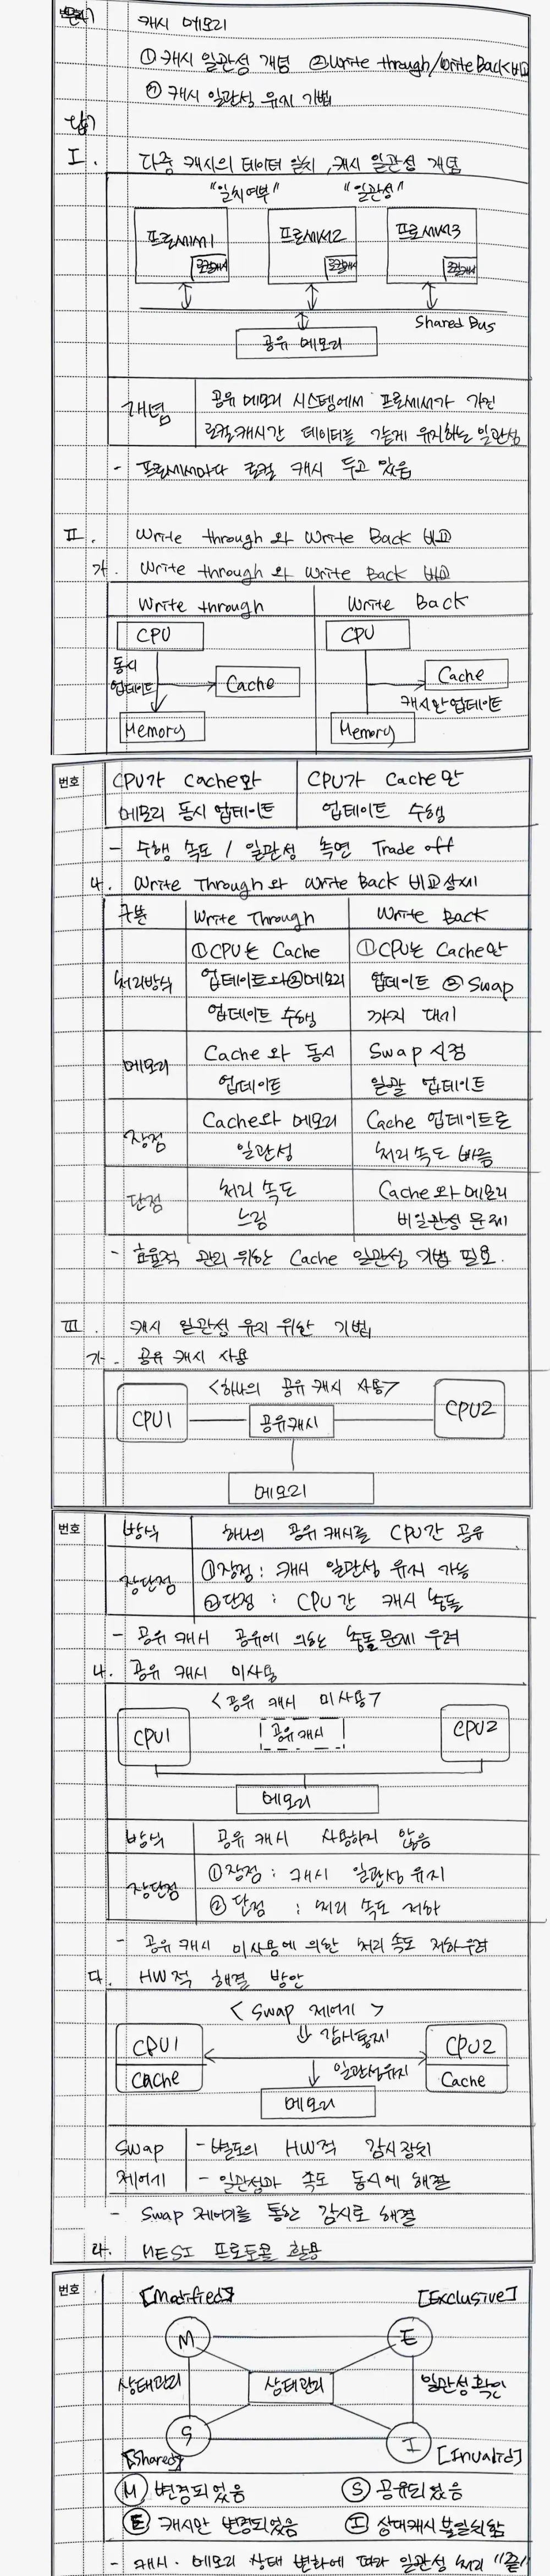 문제)
캐시 메모리
① 캐시 일관성 개념 ② Write through/Write Back 비교
③ 캐시 일관성 유지 기법
답)
I. 다중 캐시의 데이터 일치, 캐시 일관성 개념
"일치여부" "일관성"
프로세서1 프로세서2 프로세서3
로컬캐시 로컬캐시 로컬캐시
Shared Bus
공유 메모리
개념 공유 메모리 시스템에서 프로세서가 가진
로컬캐시간 데이터를 같게 유지하는 일관성
- 프로세서마다 로컬 캐시 두고 있음
II. Write through 와 Write Back 비교
가. Write through 와 Write Back 비교
Write through Write Back
CPU CPU
동시
업데이트 Cache Cache
캐시만 업데이트
Memory Memory
번호 CPU가 Cache와 CPU가 Cache만
메모리 동시 업데이트 업데이트 수행
- 수행 속도 / 일관성 측면 Trade off
나. Write Through 와 Write Back 비교상세
구분 Write Through Write Back
①CPU는 Cache ①CPU는 Cache만
처리방식 업데이트와②메모리 업데이트 ② Swap
업데이트 수행 까지 대기
메모리 Cache 와 동시 Swap 시점
업데이트 일괄 업데이트
장점 Cache와 메모리 Cache 업데이트로
일관성 처리속도 빠름
단점 처리 속도 Cache 와 메모리
느림 비일관성 문제
- 효율적 관리 위한 Cache 일관성 기법 필요.
III. 캐시 일관성 유지 위한 기법
가. 공유 캐시 사용
<하나의 공유 캐시 사용>
CPU1 공유캐시 CPU2
메모리
번호 방식 하나의 공유 캐시를 CPU간 공유
장단점 ①장점 : 캐시 일관성 유지 가능
②단점 : CPU 간 캐시 충돌
- 공유 캐시 공유에 의한 충돌문제 우려
나. 공유 캐시 미사용
<공유 캐시 미사용>
CPU1 공유캐시 CPU2
메모리
방식 공유 캐시 사용하지 않음
장단점 ①장점 : 캐시 일관성 유지
② 단점 : 처리 속도 저하
- 공유 캐시 미사용에 의한 처리 속도 저하우려
다. HW적 해결 방안
< Swap 제어기 >
CPU1 ⇓ 감시통제 CPU2
Cache 일관성유지 Cache
메모리
Swap - 별도의 HW적 감시장치
제어기 - 일관성과 속도 동시에 해결
- Swap 제어기를 통한 감시로 해결
라. MESI 프로토콜 활용
번호 [Modified] [Exclusive]
M E
상태관리 상태관리 일관성 확인
S I
[Shared] [Invalid]
Ⓜ 변경되었음 Ⓢ 공유되었음
Ⓔ 캐시만 변경되었음 Ⓘ 상대캐시 불일치함
- 캐시·메모리 상태 변화에 따라 일관성 처리 "끝"